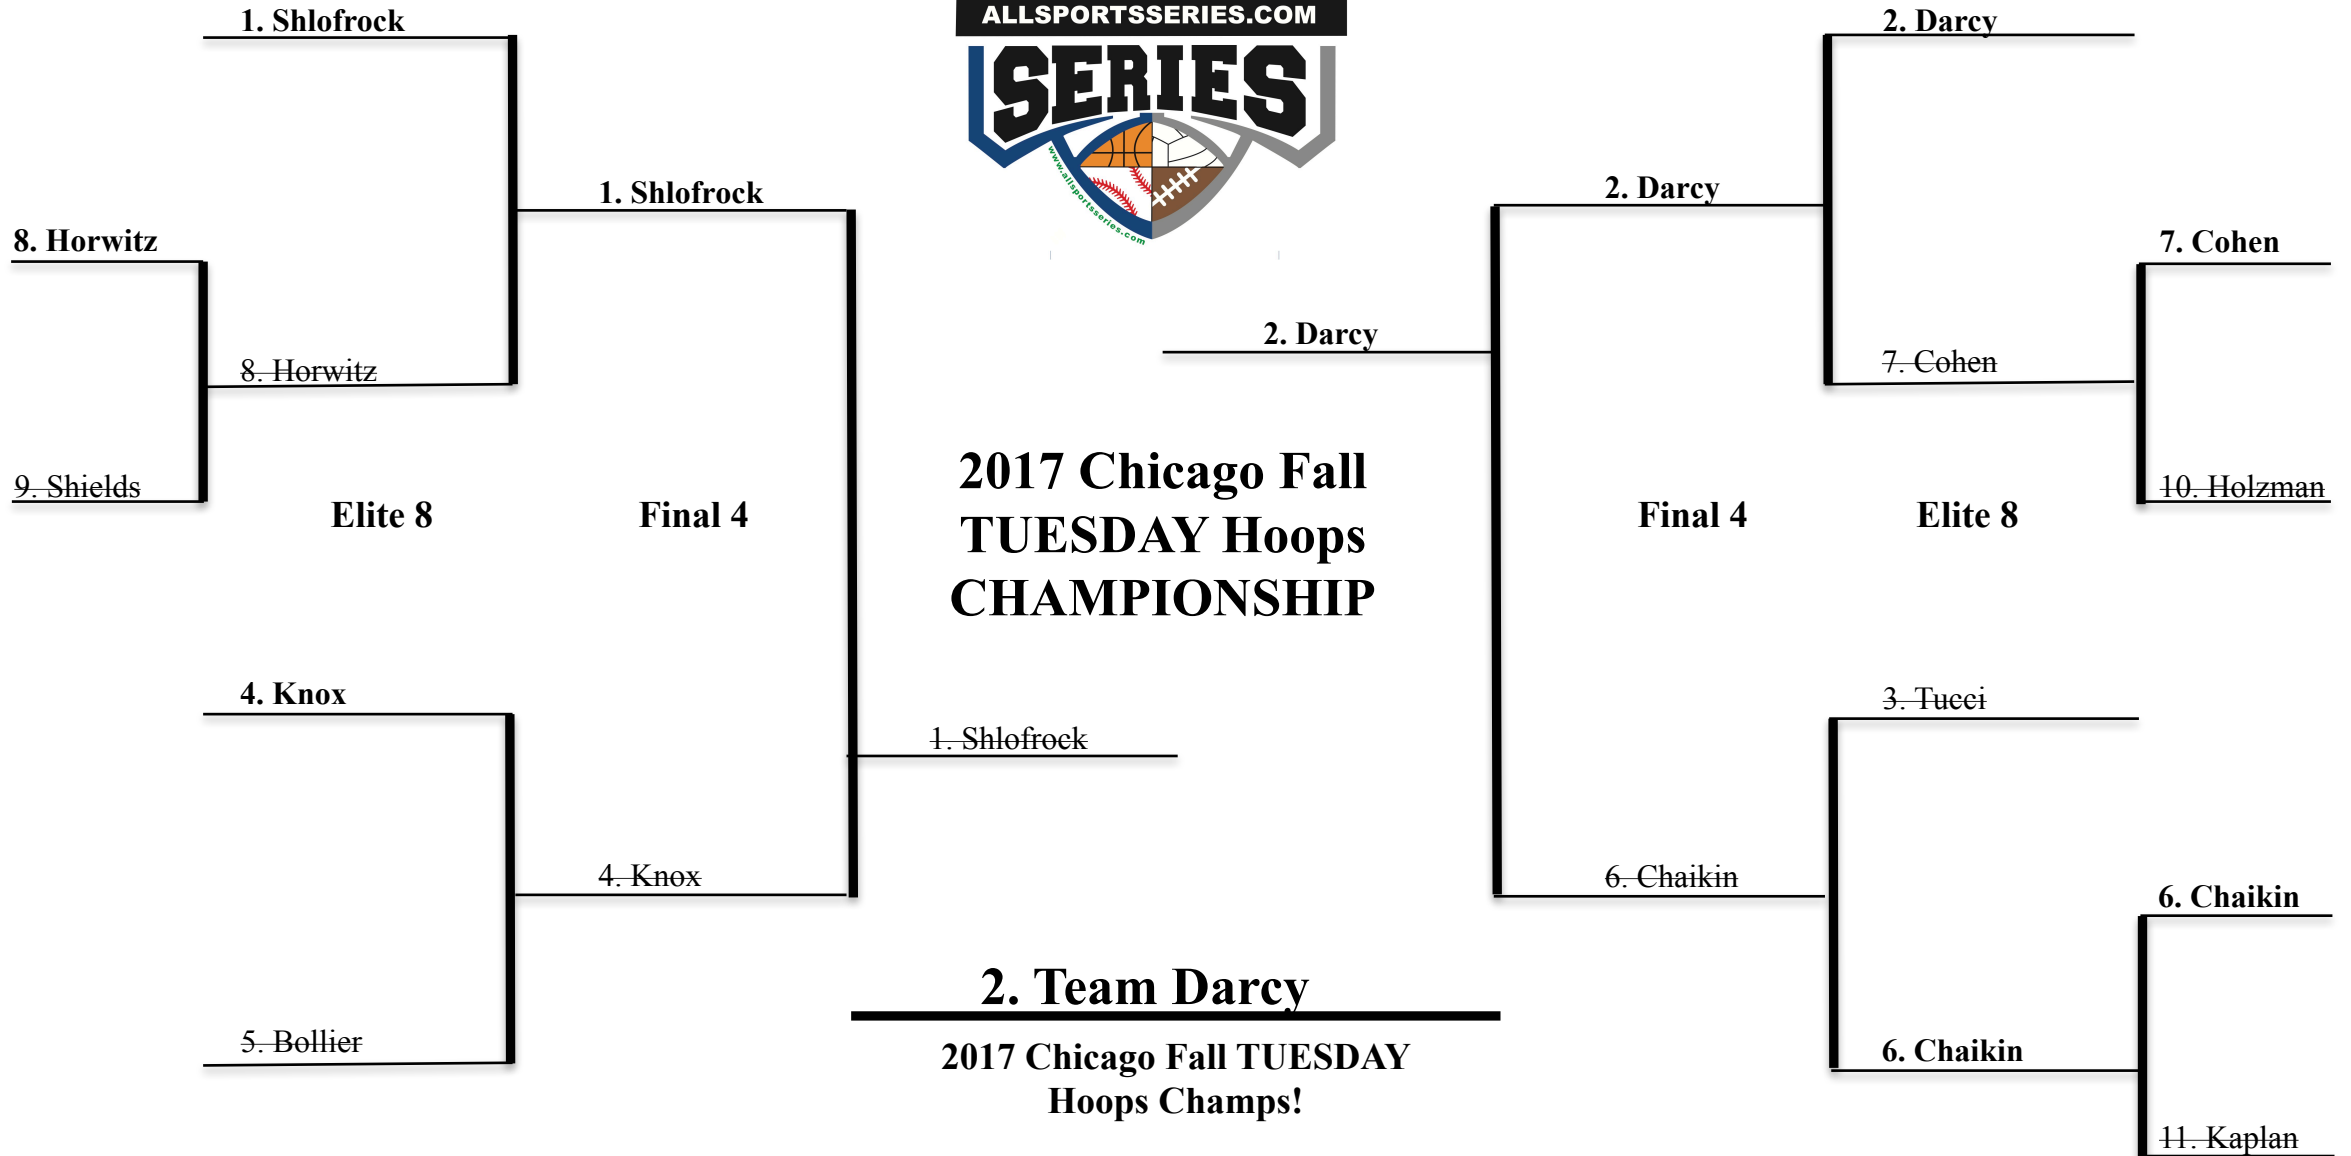 ALLSPORTSSERIES.COM
SERIES
www.allsportsseries.com
1. Shlofrock
8. Horwitz
8. Horwitz
9. Shields
1. Shlofrock
Elite 8
Final 4
4. Knox
5. Bollier
4. Knox
1. Shlofrock
2. Darcy
2017 Chicago Fall
TUESDAY Hoops
CHAMPIONSHIP
2. Darcy
2. Darcy
7. Cohen
7. Cohen
10. Holzman
Final 4
Elite 8
3. Tucci
6. Chaikin
6. Chaikin
6. Chaikin
11. Kaplan
2. Team Darcy
2017 Chicago Fall TUESDAY
Hoops Champs!